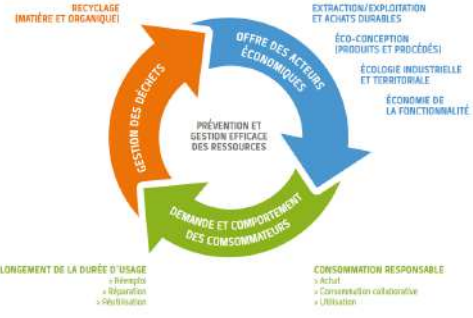 RECYCLAGE
(MATIÈRE ET ORGANIQUE)
EXTRACTION/EXPLOITATION
ET ACHATS DURABLES
ÉCO-CONCEPTION
(PRODUITS ET PROCÉDÉS)
ÉCOLOGIE INDUSTRIELLE
ET TERRITORIALE
ÉCONOMIE DE
LA FONCTIONNALITÉ
OFFRE DES ACTEURS
ÉCONOMIQUES
GESTION DES DÉCHETS
PRÉVENTION ET
GESTION EFFICACE
DES RESSOURCES
DEMANDE ET COMPORTEMENT
DES COMSOMMATEURS
LONGEMENT DE LA DURÉE D'USAGE
» Réemploi
» Réparation
» Réutilisation
CONSOMMATION RESPONSABLE
» Achat
» Consommation collaborative
» Utilisation